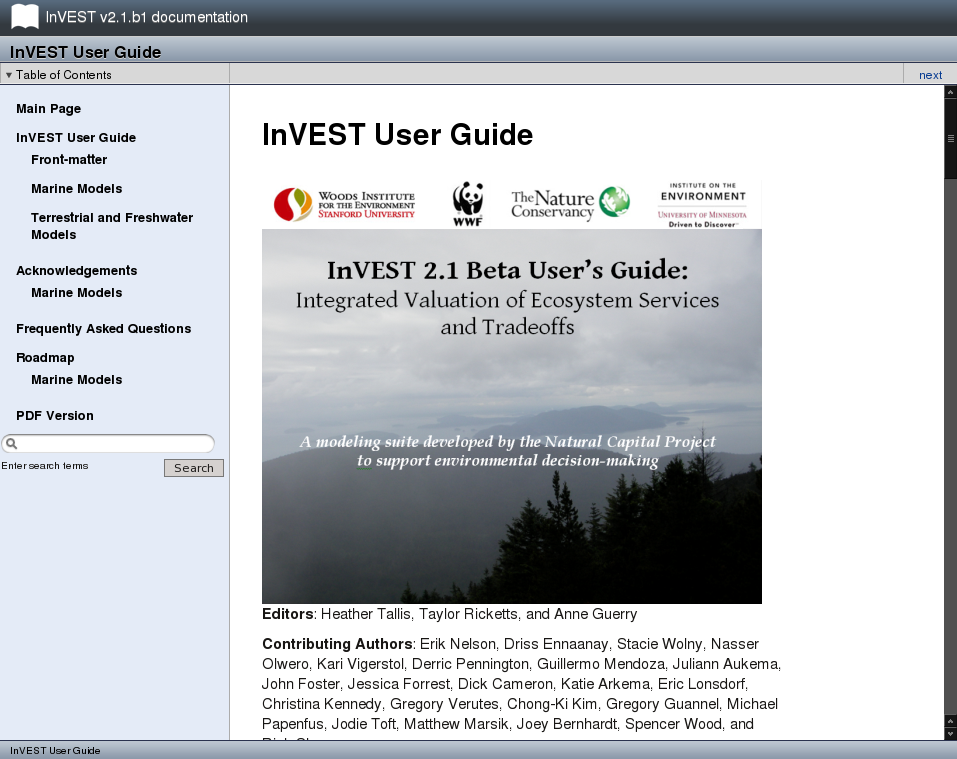 InVEST v2.1.b1 documentation
InVEST User Guide
Table of Contents
next
Main Page
InVEST User Guide
Front-matter
Marine Models
Terrestrial and Freshwater
Models
Acknowledgements
Marine Models
Frequently Asked Questions
Roadmap
Marine Models
PDF Version
Enter search terms
Search
InVEST User Guide
WOODS INSTITUTE
FOR THE ENVIRONMENT
STANFORD UNIVERSITY
WWF
The Nature
Conservancy
INSTITUTE ON THE
ENVIRONMENT
UNIVERSITY OF MINNESOTA
Driven to Discover
InVEST 2.1 Beta User's Guide:
Integrated Valuation of Ecosystem Services
and Tradeoffs
A modeling suite developed by the Natural Capital Project
to support environmental decision-making
Editors: Heather Tallis, Taylor Ricketts, and Anne Guerry
Contributing Authors: Erik Nelson, Driss Ennaanay, Stacie Wolny, Nasser
Olwero, Kari Vigerstol, Derric Pennington, Guillermo Mendoza, Juliann Aukema,
John Foster, Jessica Forrest, Dick Cameron, Katie Arkema, Eric Lonsdorf,
Christina Kennedy, Gregory Verutes, Chong-Ki Kim, Gregory Guannel, Michael
Papenfus, Jodie Toft, Matthew Marsik, Joey Bernhardt, Spencer Wood, and
InVEST User Guide